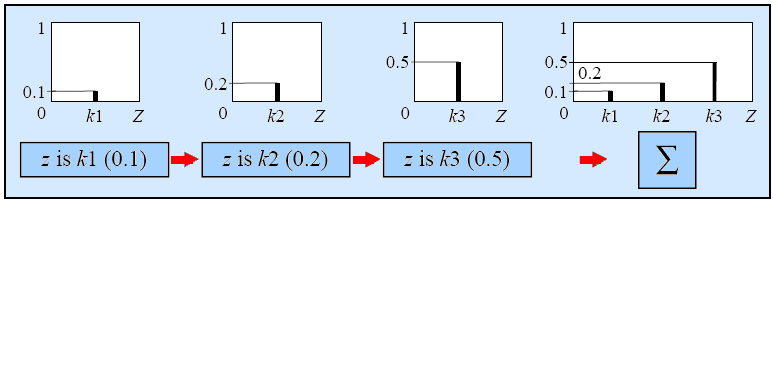 1
0.1
0
k1
Z
1
0.2
0
k2
Z
1
0.5
0
k3
Z
1
0.5
0.2
0.1
0
k1
k2
k3
Z
z is k1 (0.1)
z is k2 (0.2)
z is k3 (0.5)
∑